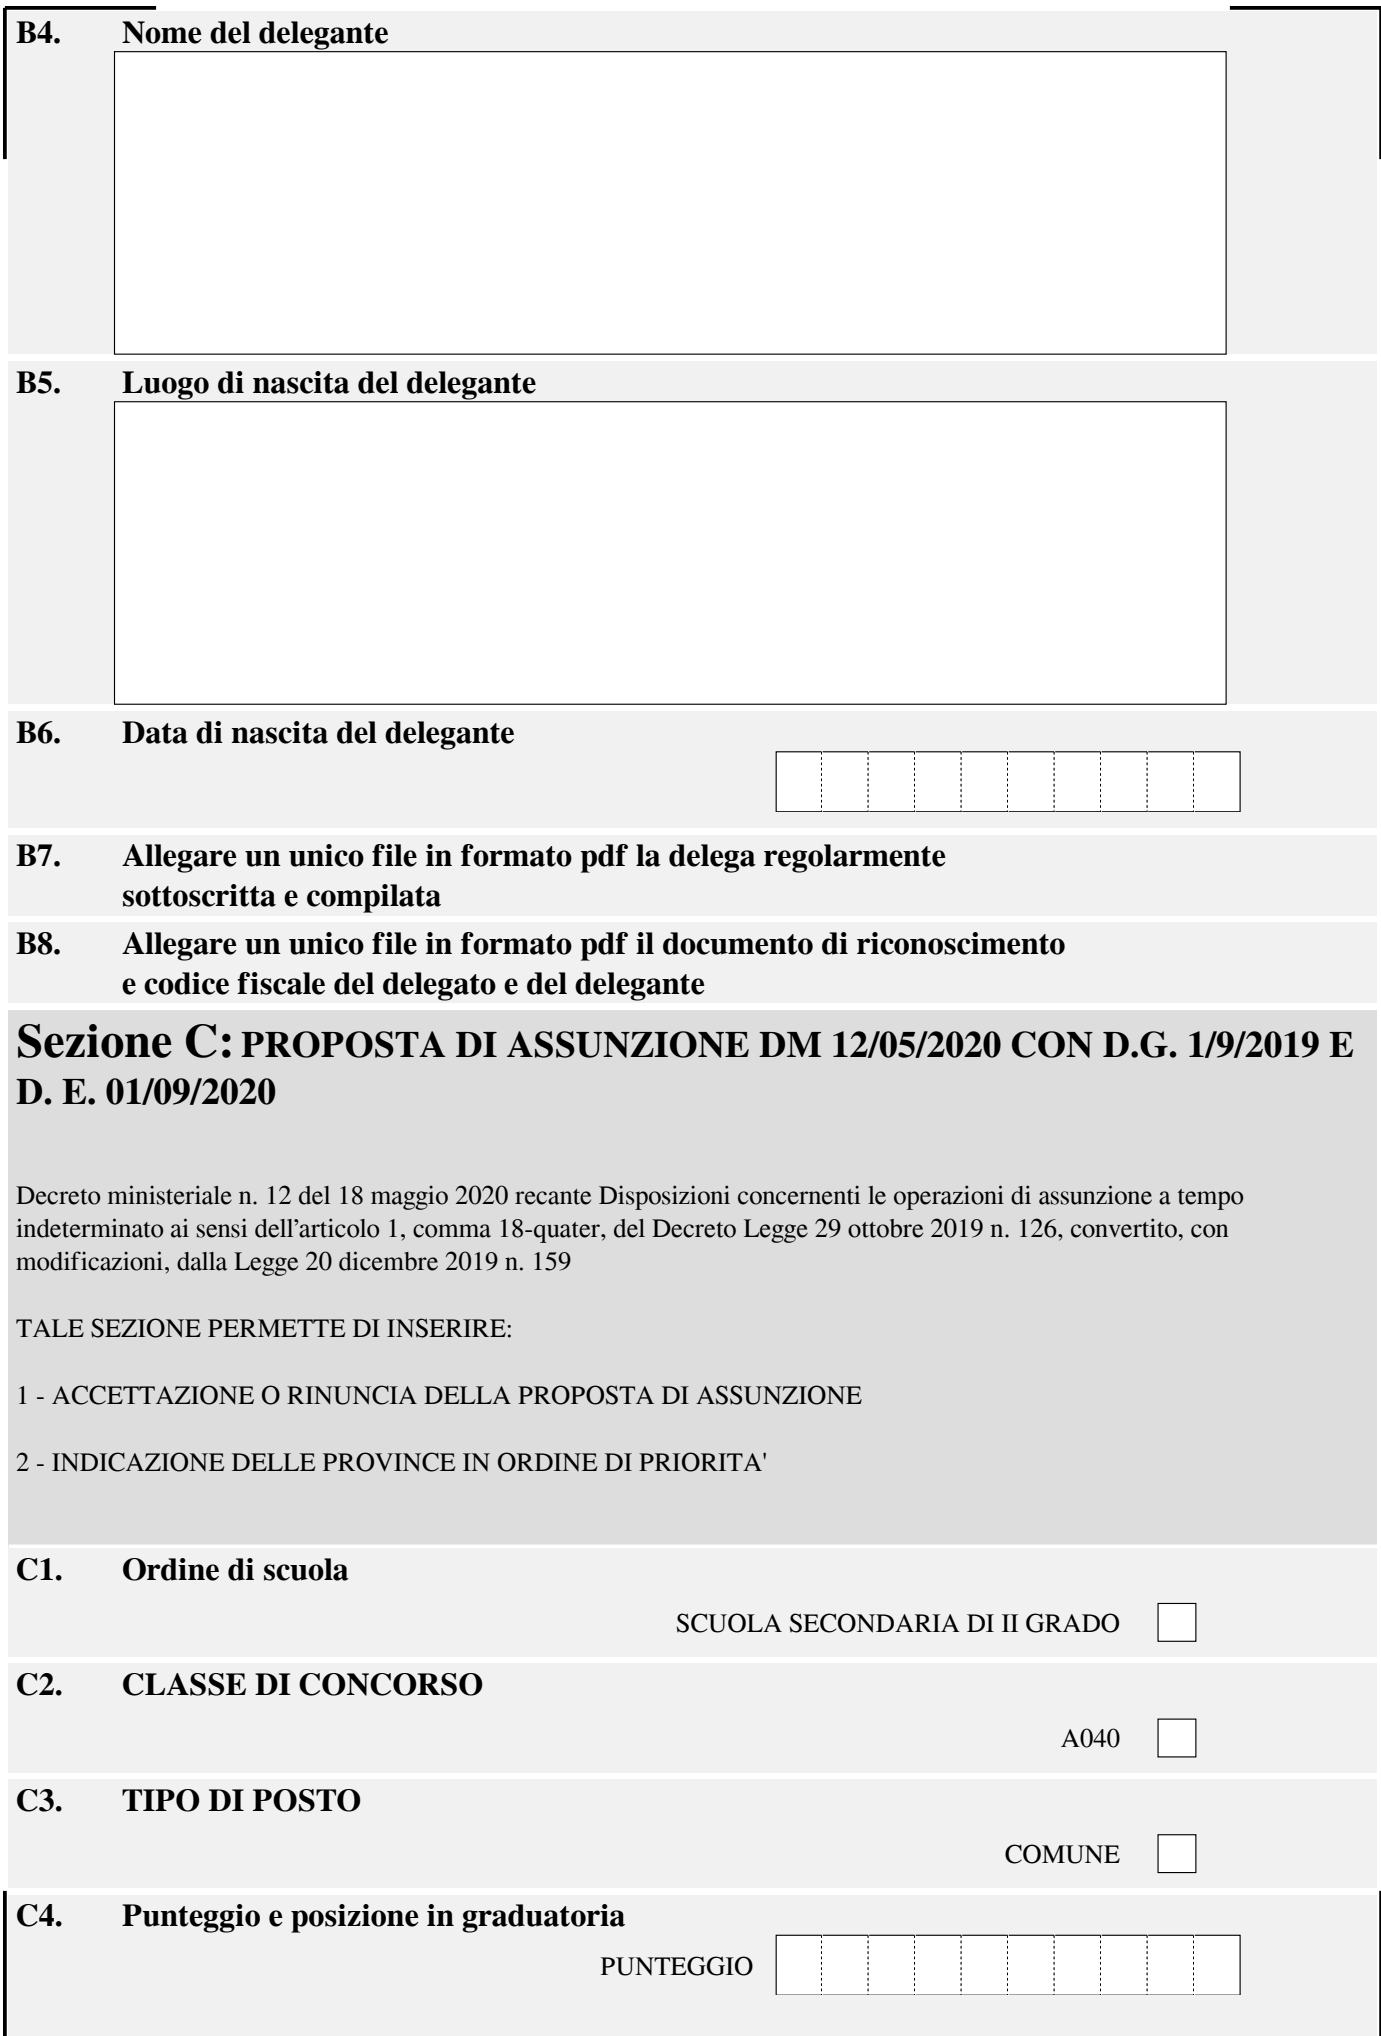 B4. Nome del delegante
B5. Luogo di nascita del delegante
B6. Data di nascita del delegante
B7. Allegare un unico file in formato pdf la delega regolarmente
sottoscritta e compilata
B8. Allegare un unico file in formato pdf il documento di riconoscimento
e codice fiscale del delegato e del delegante
Sezione C: PROPOSTA DI ASSUNZIONE DM 12/05/2020 CON D.G. 1/9/2019 E
D. E. 01/09/2020
Decreto ministeriale n. 12 del 18 maggio 2020 recante Disposizioni concernenti le operazioni di assunzione a tempo
indeterminato ai sensi dell'articolo 1, comma 18-quater, del Decreto Legge 29 ottobre 2019 n. 126, convertito, con
modificazioni, dalla Legge 20 dicembre 2019 n. 159
TALE SEZIONE PERMETTE DI INSERIRE:
1 - ACCETTAZIONE O RINUNCIA DELLA PROPOSTA DI ASSUNZIONE
2 - INDICAZIONE DELLE PROVINCE IN ORDINE DI PRIORITA'
C1. Ordine di scuola
SCUOLA SECONDARIA DI II GRADO
C2. CLASSE DI CONCORSO
A040
C3. TIPO DI POSTO
COMUNE
C4. Punteggio e posizione in graduatoria
PUNTEGGIO